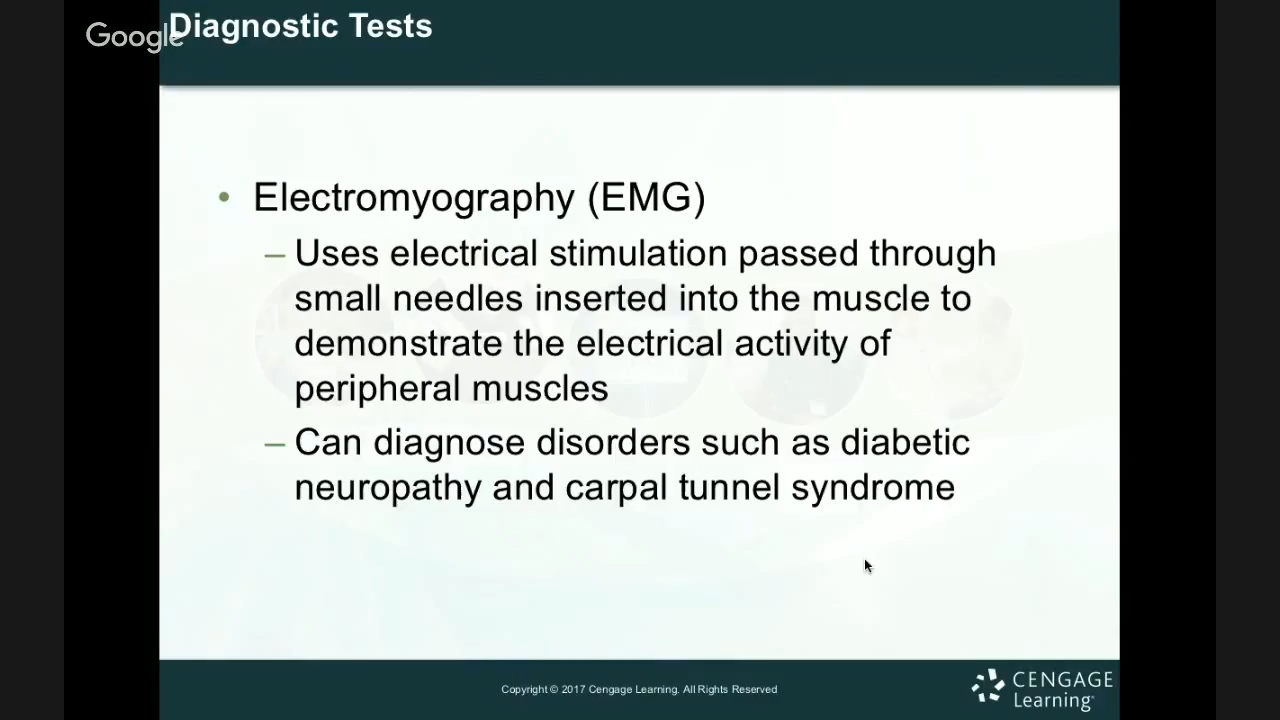 Google
Diagnostic Tests
• Electromyography (EMG)
– Uses electrical stimulation passed through
small needles inserted into the muscle to
demonstrate the electrical activity of
peripheral muscles
– Can diagnose disorders such as diabetic
neuropathy and carpal tunnel syndrome
Copyright © 2017 Cengage Learning. All Rights Reserved
CENGAGE
Learning